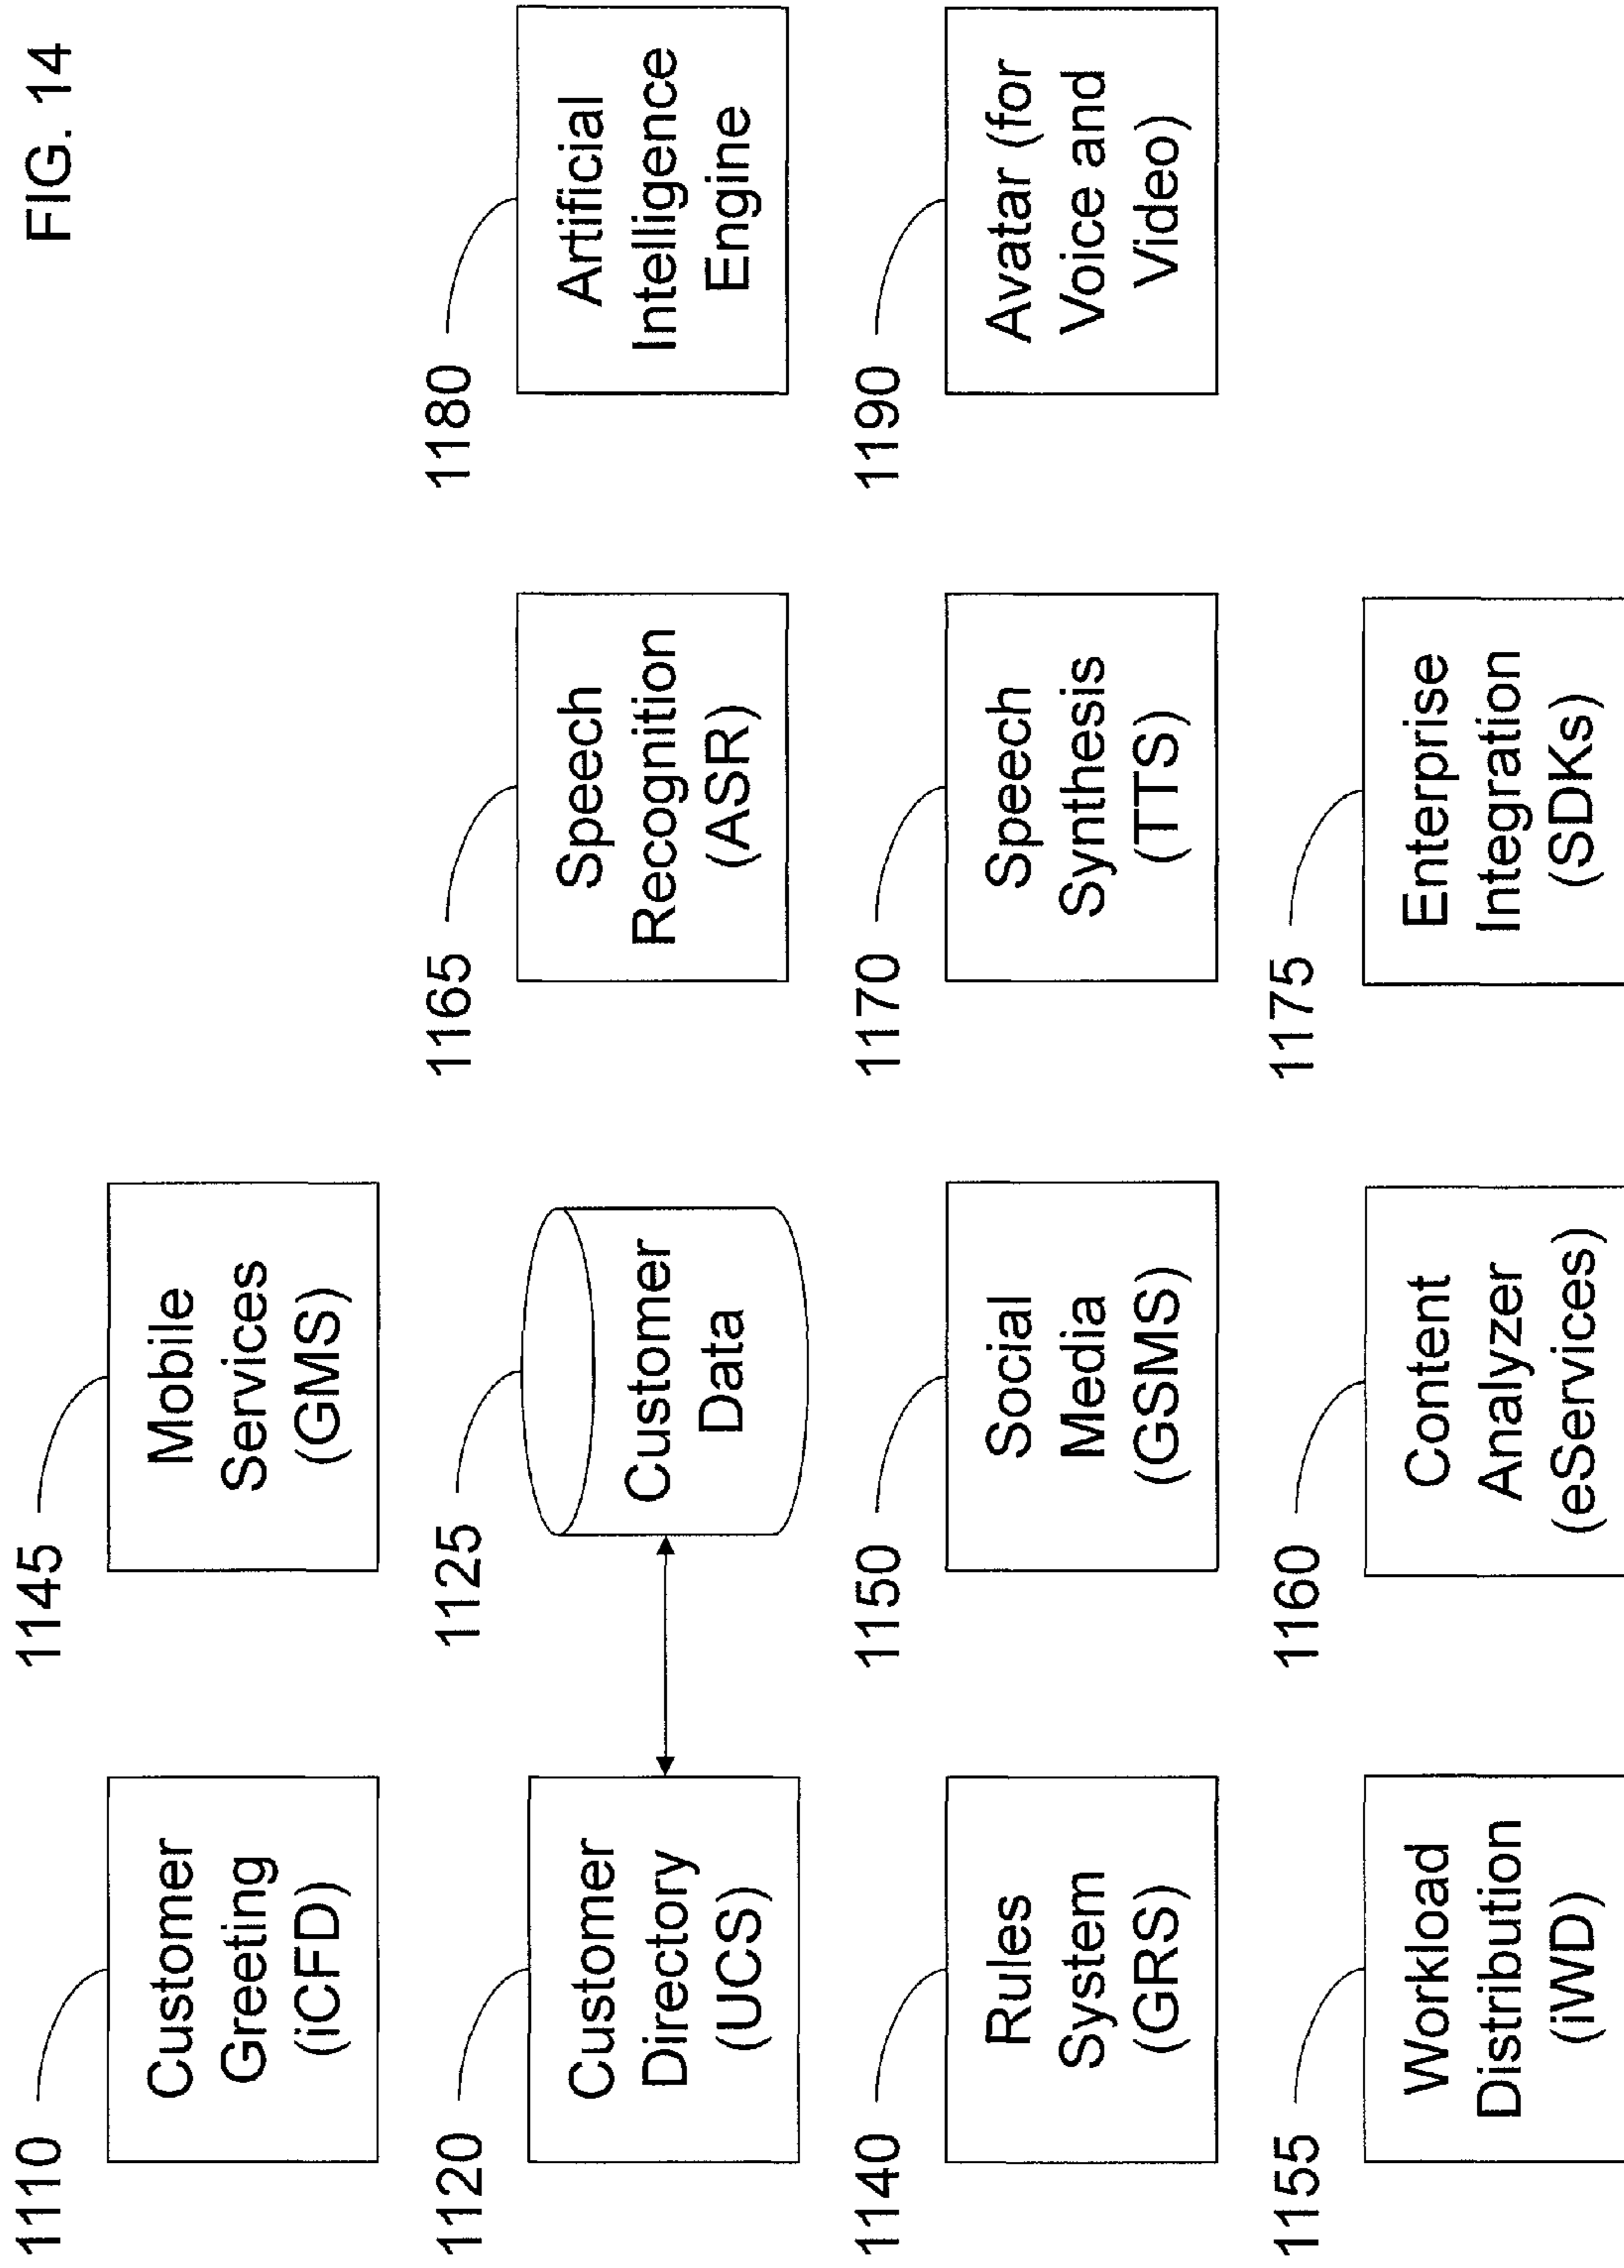 FIG. 14
1110
Customer
Greeting
(iCFD)
1145
Mobile
Services
(GMS)
1120
Customer
Directory
(UCS)
1125
Customer
Data
1165
Speech
Recognition
(ASR)
1180
Artificial
Intelligence
Engine
1140
Rules
System
(GRS)
1150
Social
Media
(GSMS)
1170
Speech
Synthesis
(TTS)
1190
Avatar (for
Voice and
Video)
1155
Workload
Distribution
(iWD)
1160
Content
Analyzer
(eServices)
1175
Enterprise
Integration
(SDKs)